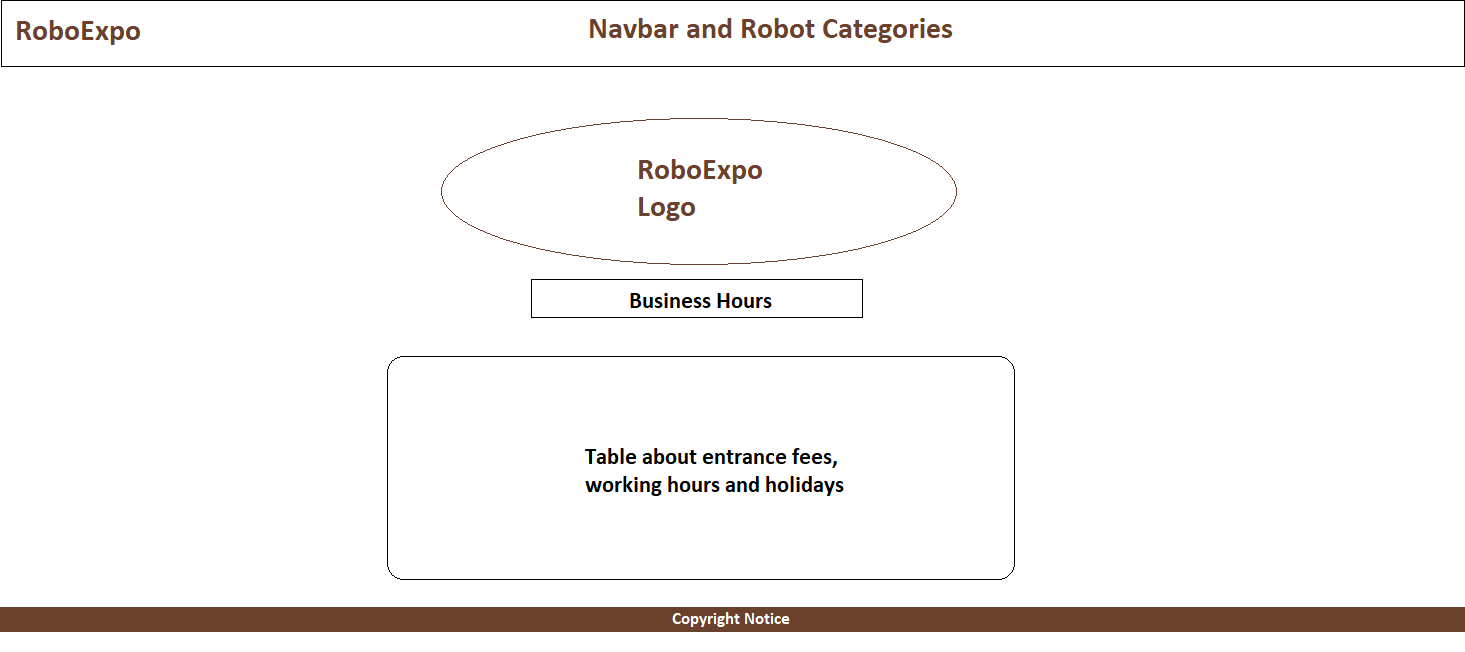 RoboExpo
Navbar and Robot Categories
RoboExpo
Logo
Business Hours
Table about entrance fees,
working hours and holidays
Copyright Notice